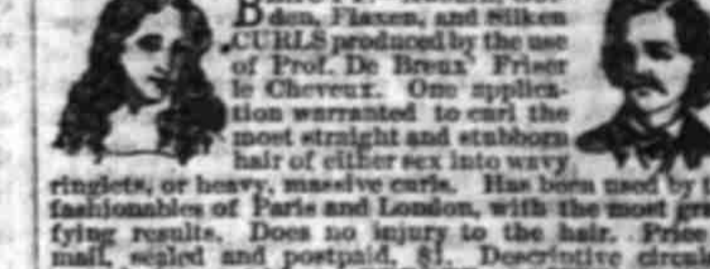 den, Flaxen, and Silken
CURLS produced by the use
of Prof. De Breux' Friser
le Cheveux. One applica-
tion warranted to curl the
most straight and stubborn
hair of either sex into wavy
ringlets, or heavy, massive curls. Has been used by t
fashionables of Paris and London, with the most gra
fying results. Does no injury to the hair. Price
mail, sealed and postpaid, $1. Descriptive circula